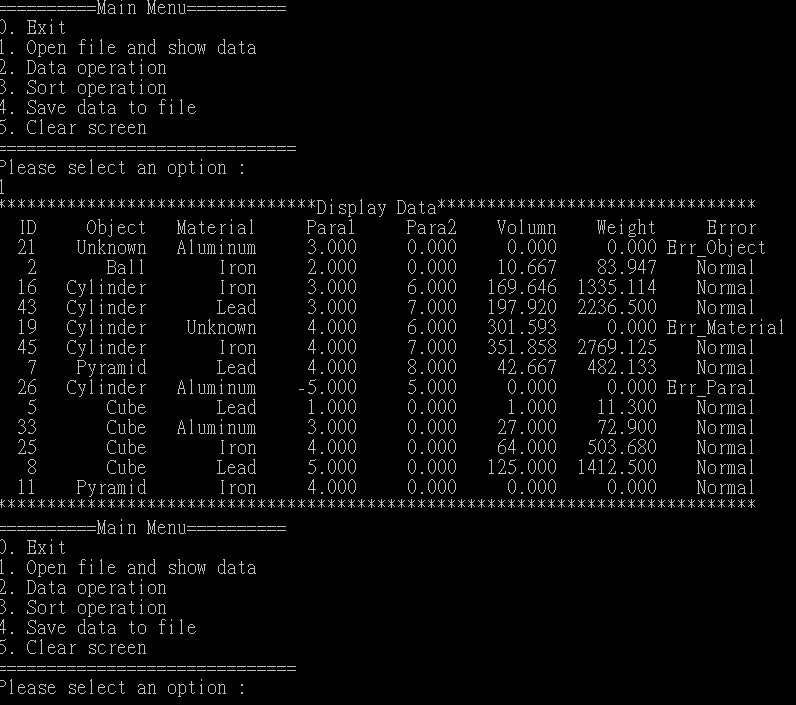 ==========Main Menu==========
0. Exit
1. Open file and show data
2. Data operation
3. Sort operation
4. Save data to file
5. Clear screen
==============================
Please select an option :
1
********************************Display Data********************************
ID Object Material Para1 Para2 Volumn Weight Error
21 Unknown Aluminum 3.000 0.000 0.000 0.000 Err_Object
2 Ball Iron 2.000 0.000 10.667 83.947 Normal
16 Cylinder Iron 3.000 6.000 169.646 1335.114 Normal
43 Cylinder Lead 3.000 7.000 197.920 2236.500 Normal
19 Cylinder Unknown 4.000 6.000 301.593 0.000 Err_Material
45 Cylinder Iron 4.000 7.000 351.858 2769.125 Normal
7 Pyramid Lead 4.000 8.000 42.667 482.133 Normal
26 Cylinder Aluminum -5.000 5.000 0.000 0.000 Err_Para1
5 Cube Lead 1.000 0.000 1.000 11.300 Normal
33 Cube Aluminum 3.000 0.000 27.000 72.900 Normal
25 Cube Iron 4.000 0.000 64.000 503.680 Normal
8 Cube Lead 5.000 0.000 125.000 1412.500 Normal
11 Pyramid Iron 4.000 0.000 0.000 0.000 Normal
****************************************************************************
==========Main Menu==========
0. Exit
1. Open file and show data
2. Data operation
3. Sort operation
4. Save data to file
5. Clear screen
==============================
Please select an option :